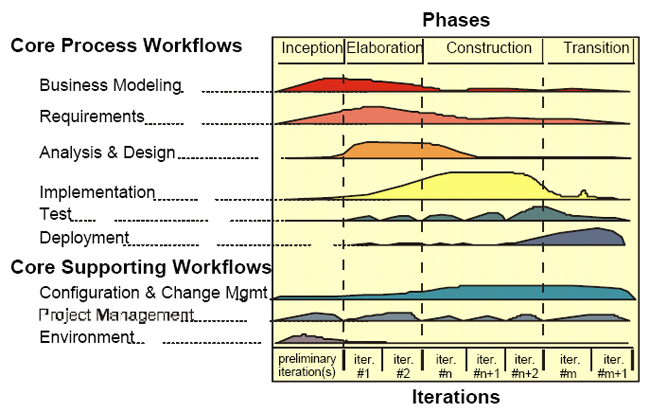 Phases
Core Process Workflows
Inception Elaboration Construction Transition
Business Modeling
Requirements
Analysis & Design
Implementation
Test
Deployment
Core Supporting Workflows
Configuration & Change Mgmt
Project Management
Environment
preliminary iter. iter. iter. iter. iter. iter. iter.
iteration(s) #1 #2 #n #n+1 #n+2 #m #m+1
Iterations